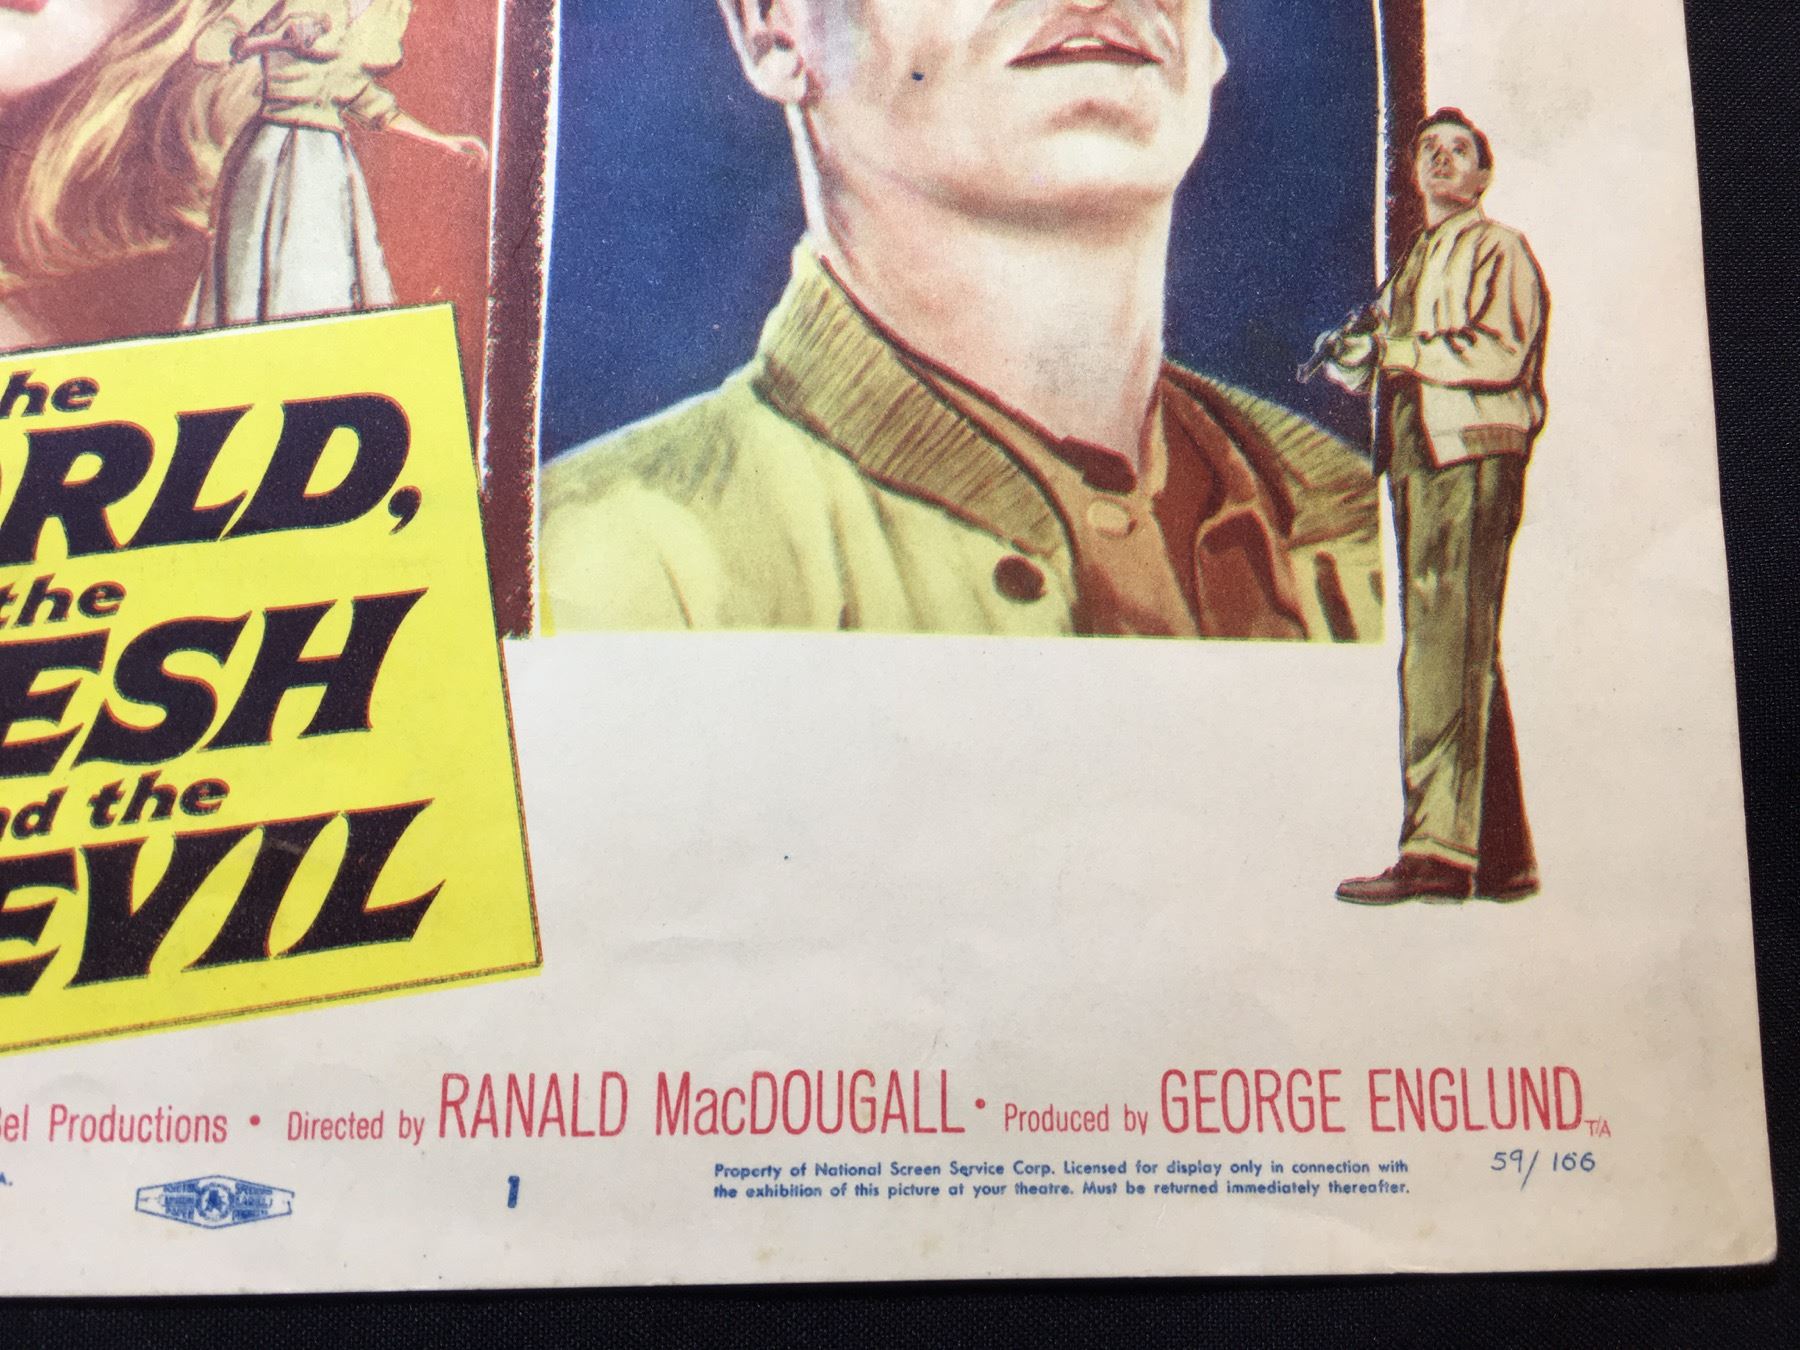 he
RLD,
the
ESH
d the
EVIL
Bel Productions • Directed by RANALD MacDOUGALL • Produced by GEORGE ENGLUND T/A
A.
1
Property of National Screen Service Corp. Licensed for display only in connection with
the exhibition of this picture at your theatre. Must be returned immediately thereafter.
59/166